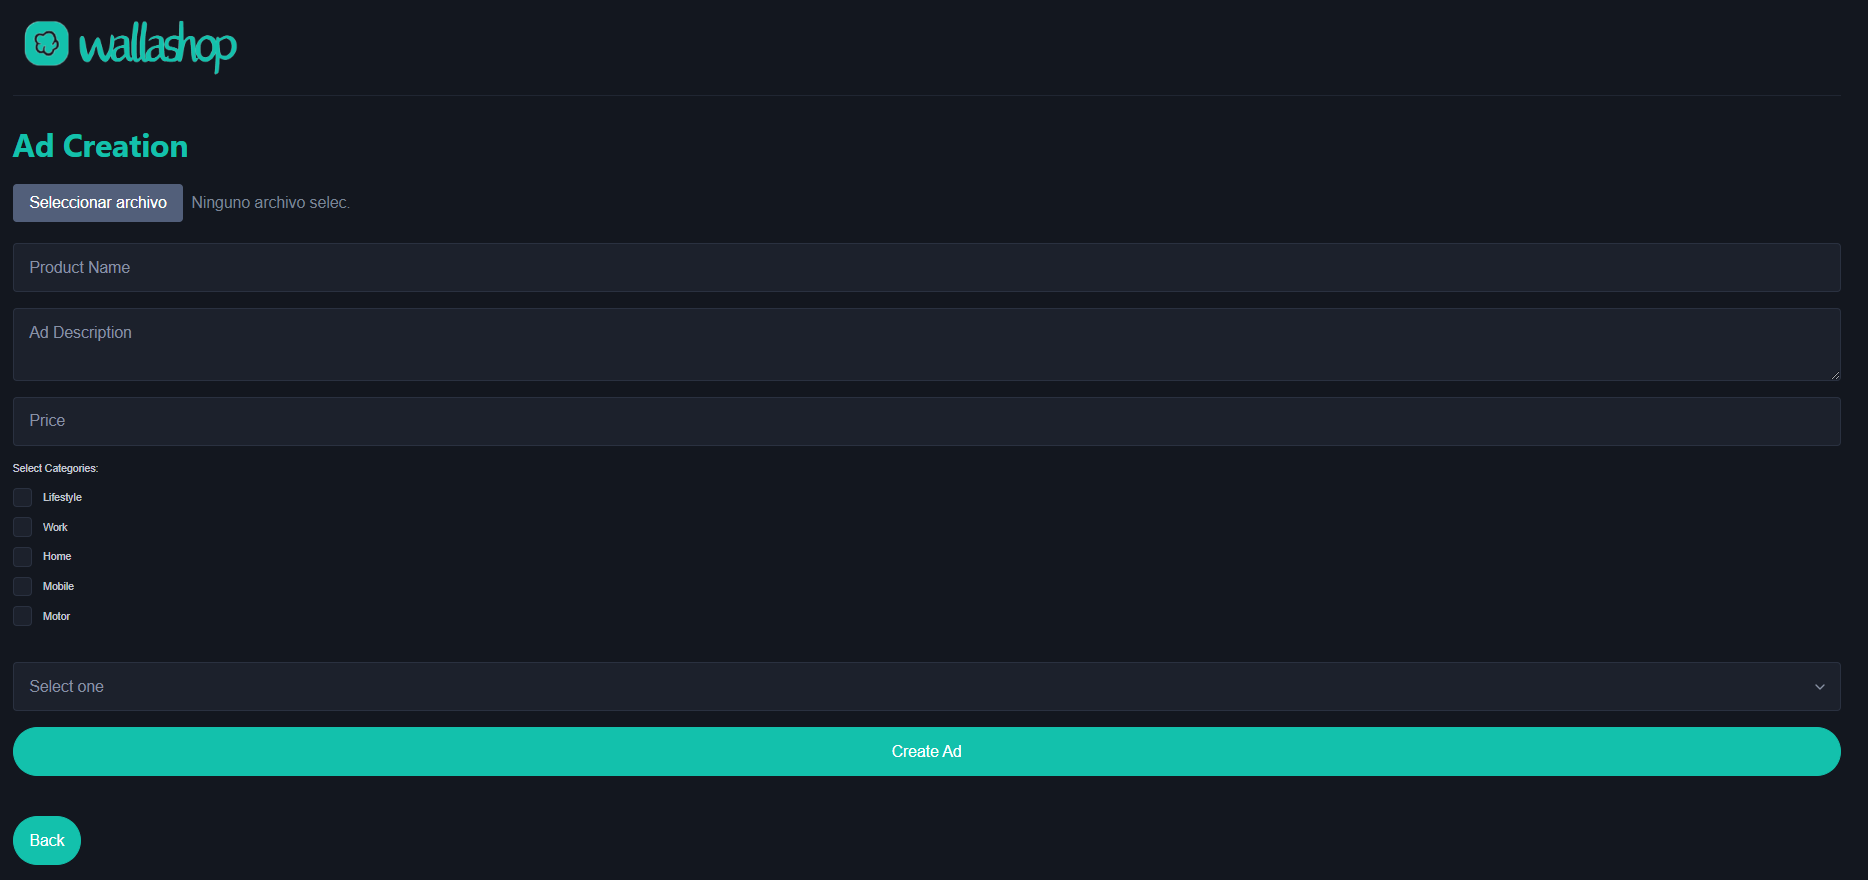 wallashop
Ad Creation
Seleccionar archivo Ninguno archivo selec.
Product Name
Ad Description
Price
Select Categories:
Lifestyle
Work
Home
Mobile
Motor
Select one
Create Ad
Back